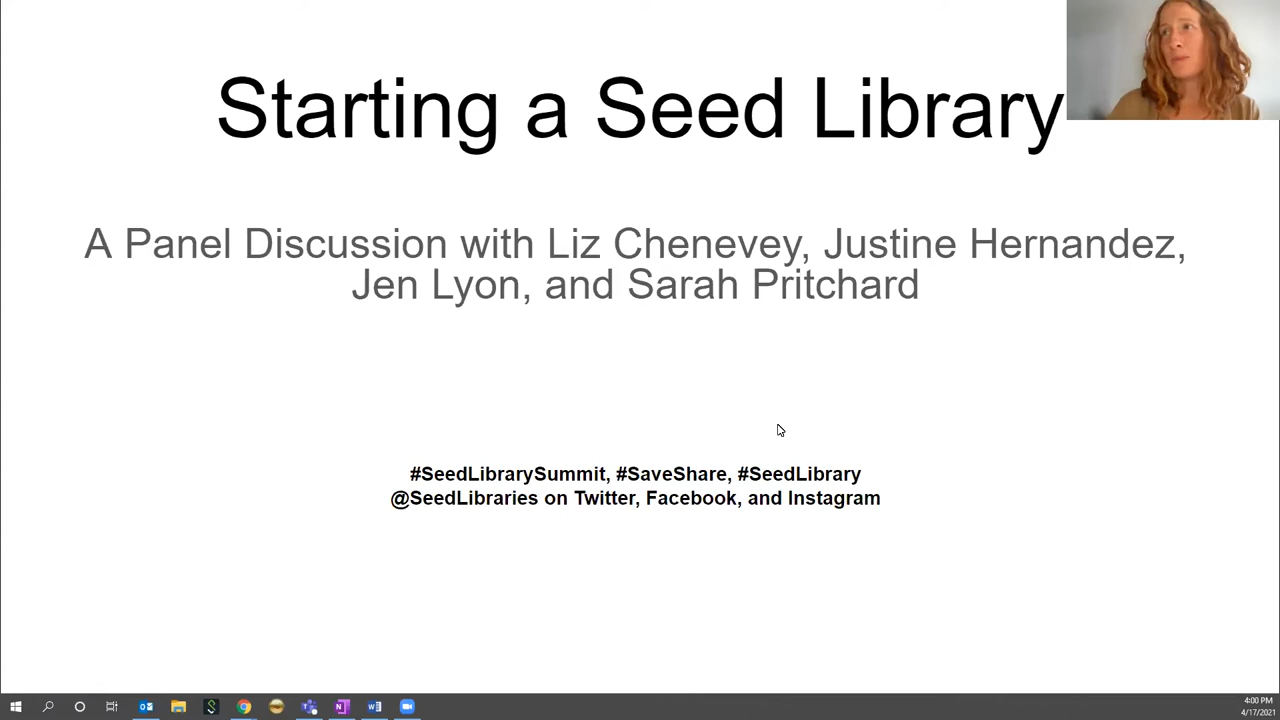 Starting a Seed Library
A Panel Discussion with Liz Chenevey, Justine Hernandez,
Jen Lyon, and Sarah Pritchard
#SeedLibrarySummit, #SaveShare, #SeedLibrary
@SeedLibraries on Twitter, Facebook, and Instagram
4:00 PM
4/17/2021